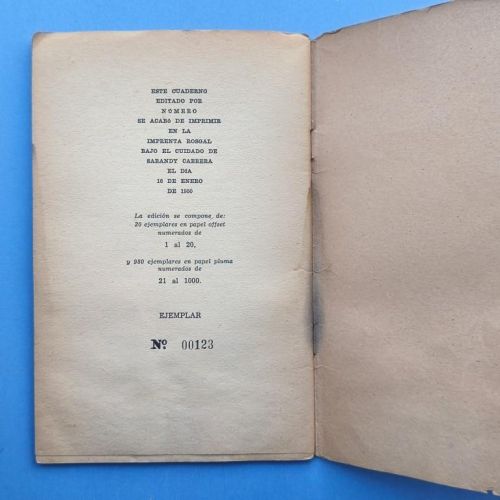 ESTE CUADERNO
EDITADO POR
NÚMERO
SE ACABÓ DE IMPRIMIR
EN LA
IMPRENTA ROSGAL
BAJO EL CUIDADO DE
SARANDY CABRERA
EL DIA
16 DE ENERO
DE 1950
La edición se compone de:
20 ejemplares en papel offset
numerados de
1 al 20,
y 980 ejemplares en papel pluma
numerados de
21 al 1000.
EJEMPLAR
Nº 00123